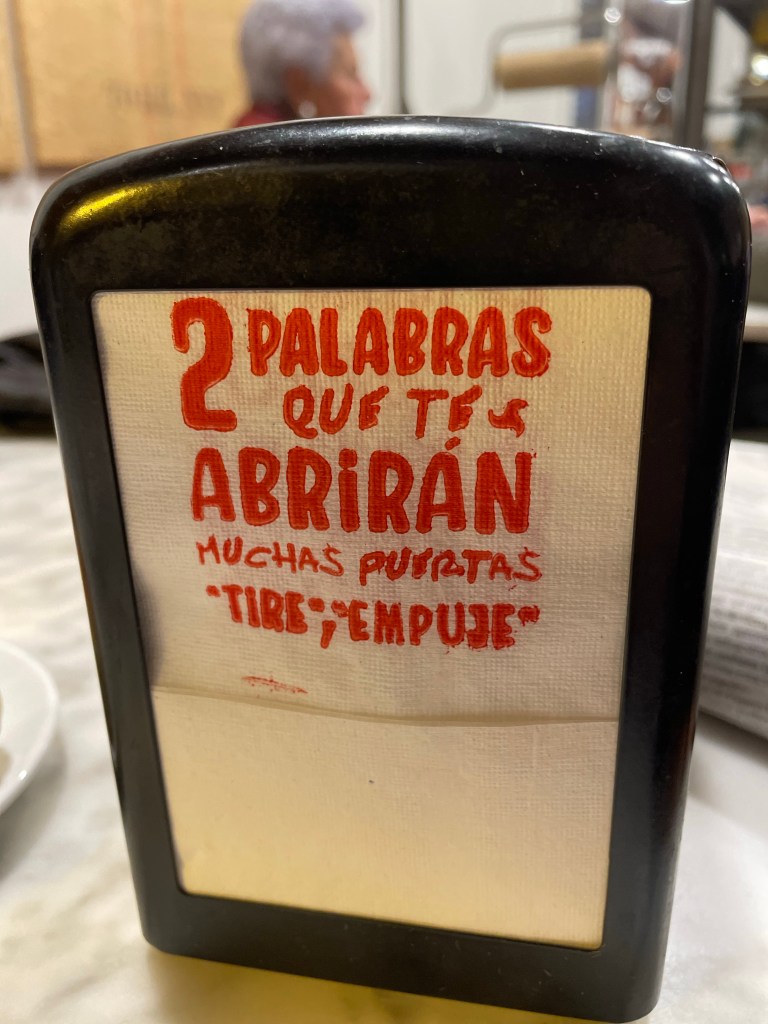 2 PALABRAS
QUE TE
ABRIRÁN
MUCHAS PUERTAS
"TIRE", "EMPUJE"